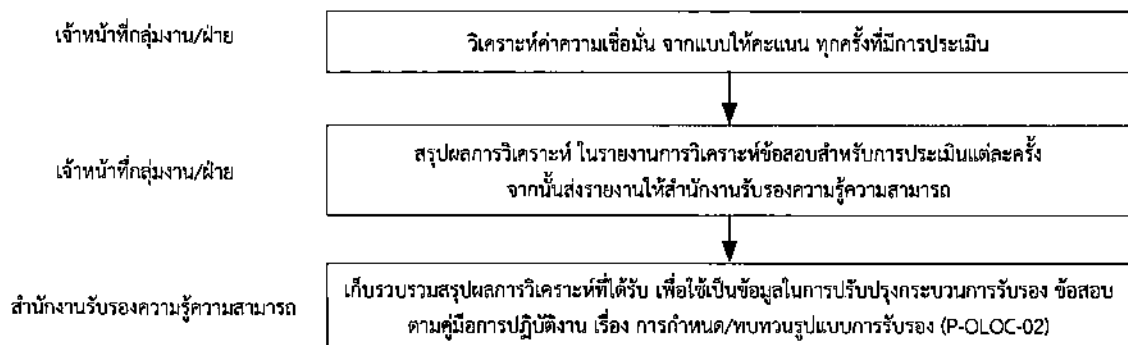 เจ้าหน้าที่กลุ่มงาน/ฝ่าย
วิเคราะห์ค่าความเชื่อมั่น จากแบบให้คะแนน ทุกครั้งที่มีการประเมิน
เจ้าหน้าที่กลุ่มงาน/ฝ่าย
สรุปผลการวิเคราะห์ ในรายงานการวิเคราะห์ข้อสอบสำหรับการประเมินแต่ละครั้ง
จากนั้นส่งรายงานให้สำนักงานรับรองความรู้ความสามารถ
สำนักงานรับรองความรู้ความสามารถ
เก็บรวบรวมสรุปผลการวิเคราะห์ที่ได้รับ เพื่อใช้เป็นข้อมูลในการปรับปรุงกระบวนการรับรอง ข้อสอบ
ตามคู่มือการปฏิบัติงาน เรื่อง การกำหนด/ทบทวนรูปแบบการรับรอง (P-OLOC-02)